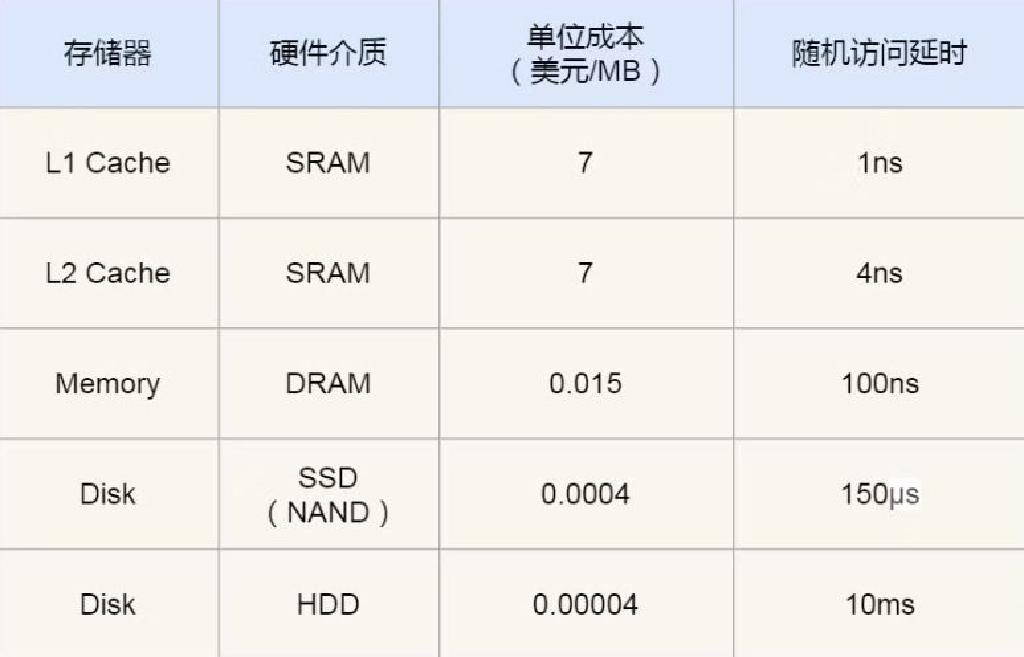 存储器 硬件介质 单位成本 随机访问延时
（美元/MB）
L1 Cache SRAM 7 1ns
L2 Cache SRAM 7 4ns
Memory DRAM 0.015 100ns
Disk SSD 0.0004 150μs
（NAND）
Disk HDD 0.00004 10ms